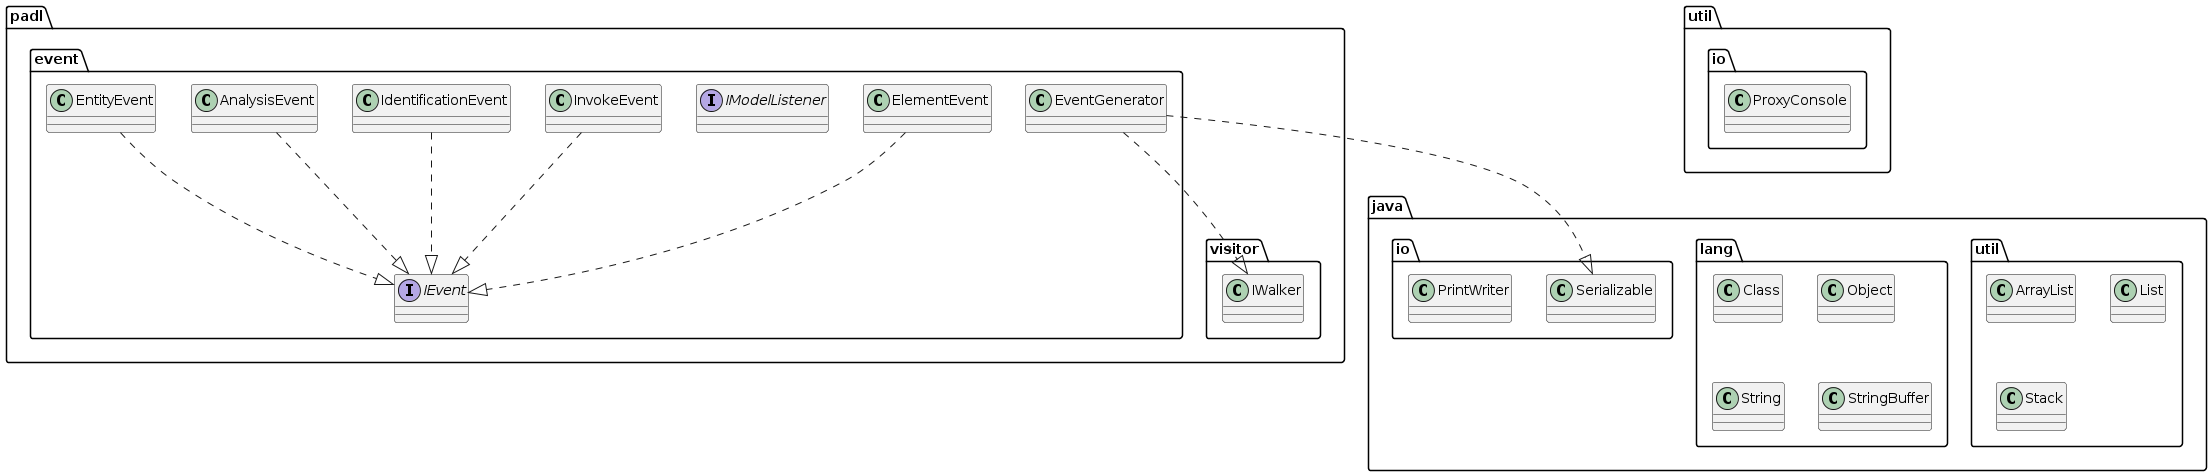 padl
util
event
io
C EntityEvent
C AnalysisEvent
C IdentificationEvent
C InvokeEvent
I IModelListener
C ElementEvent
C EventGenerator
C ProxyConsole
java
visitor
io
lang
util
I IEvent
C IWalker
C PrintWriter
C Serializable
C Class
C Object
C ArrayList
C List
C String
C StringBuffer
C Stack